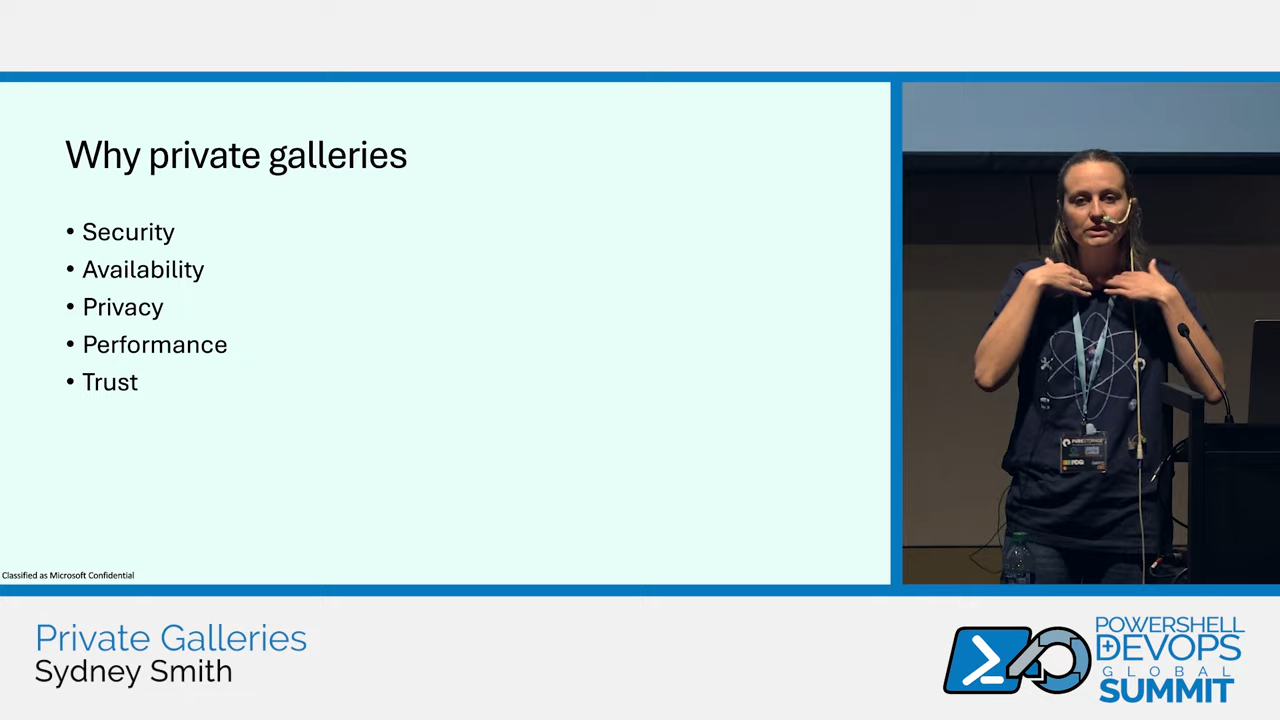 Why private galleries
• Security
• Availability
• Privacy
• Performance
• Trust
Classified as Microsoft Confidential
Private Galleries
Sydney Smith
POWERSHELL
DEVOPS
GLOBAL
SUMMIT